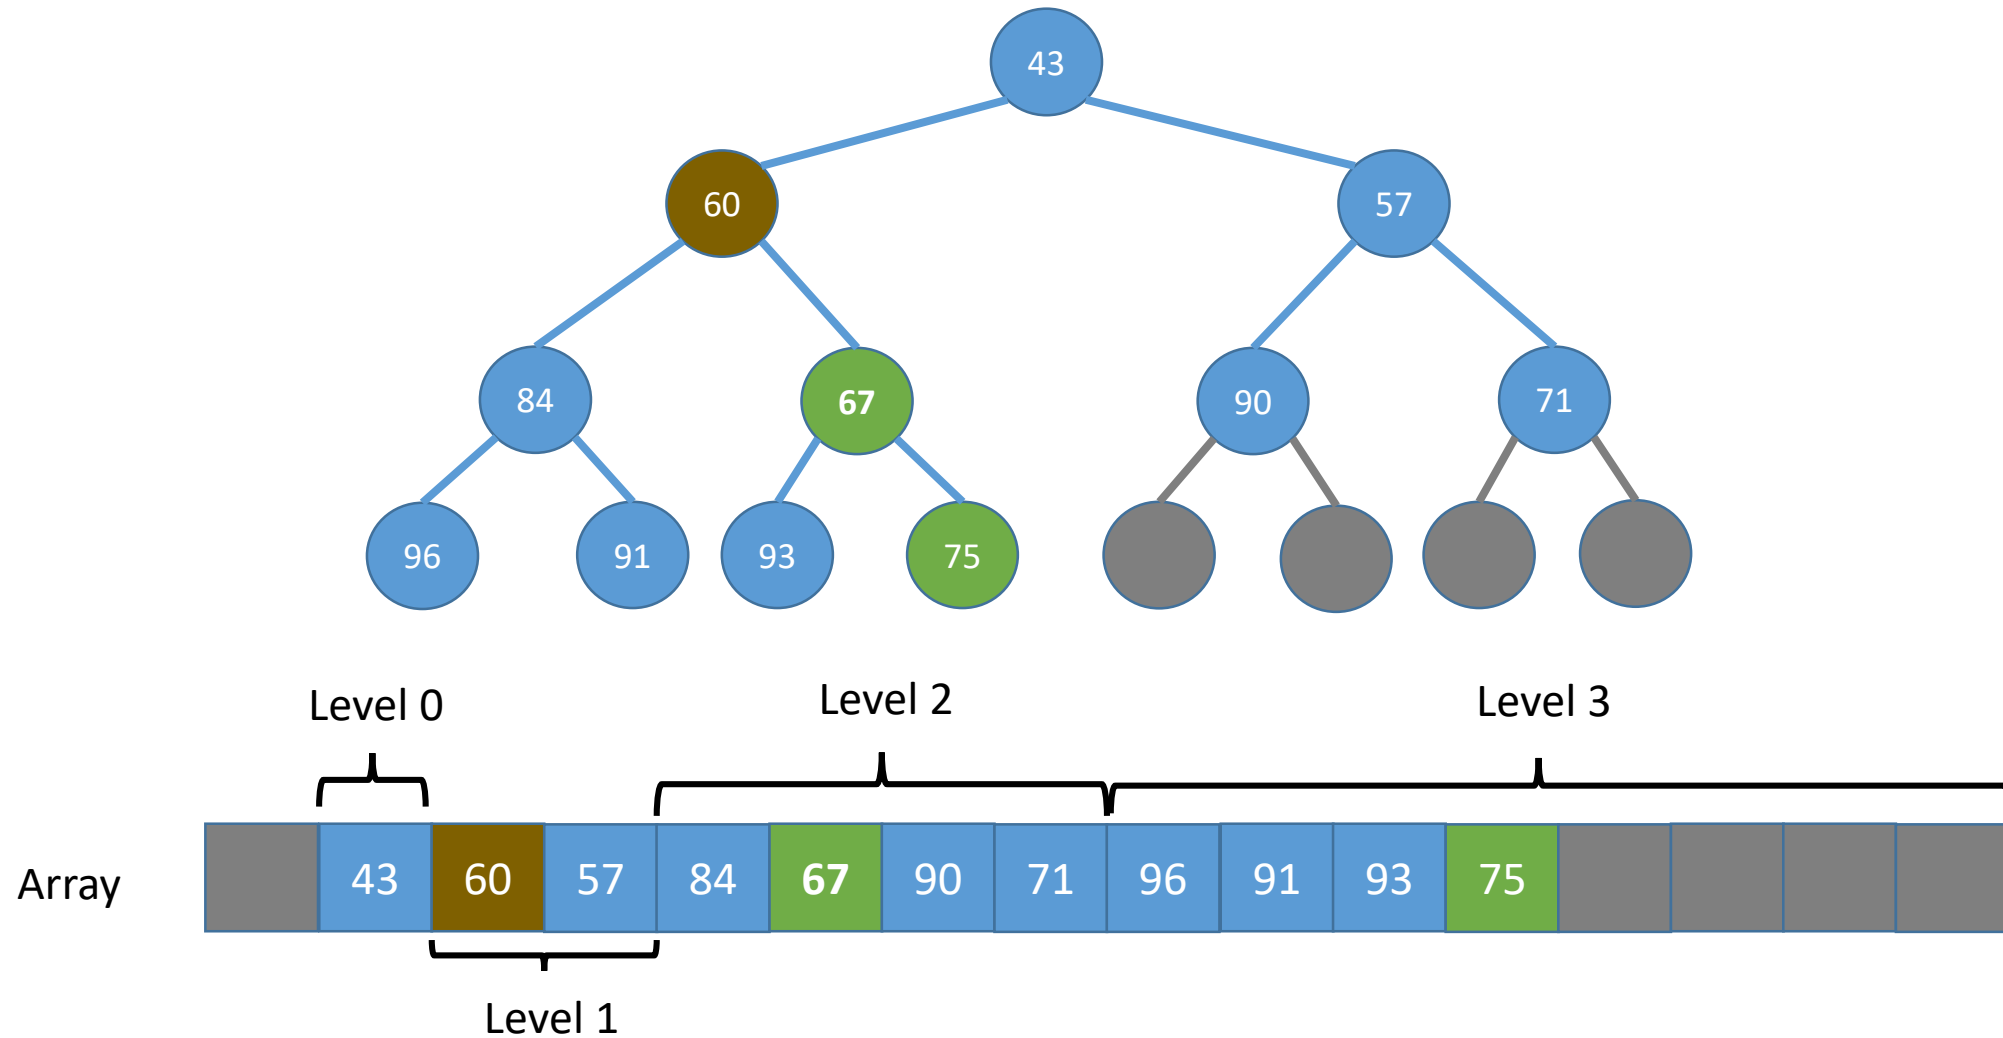 43
60 57
84 67 90 71
96 91 93 75
Level 0
Level 2
Level 3
Array 43 60 57 84 67 90 71 96 91 93 75
Level 1